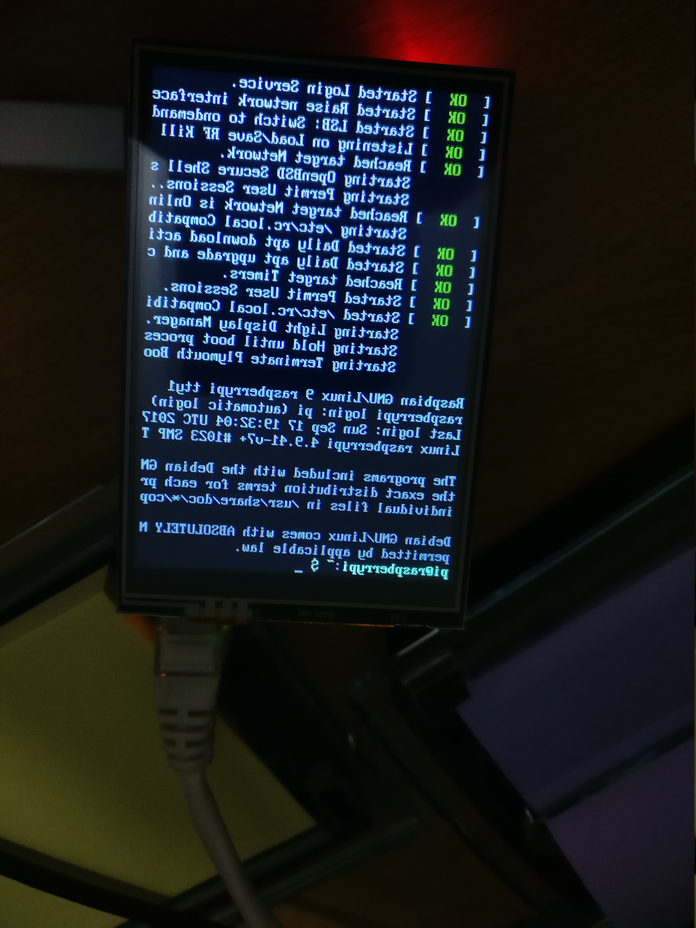 [  OK  ] Started Login Service.
[  OK  ] Started Raise network interface
[  OK  ] Started LSB: Switch to ondemand
[  OK  ] Listening on Load/Save RF Kill
[  OK  ] Reached target Network.
Starting OpenBSD Secure Shell s
Starting Permit User Sessions..
[  OK  ] Reached target Network is Onlin
Starting /etc/rc.local Compatib
[  OK  ] Started Daily apt download acti
[  OK  ] Started Daily apt upgrade and c
[  OK  ] Reached target Timers.
[  OK  ] Started Permit User Sessions.
[  OK  ] Started /etc/rc.local Compatibi
Starting Light Display Manager.
Starting Hold until boot proces
Starting Terminate Plymouth Boo
Raspbian GNU/Linux 9 raspberrypi tty1
raspberrypi login: pi (automatic login)
Last login: Sun Sep 17 19:32:04 UTC 2017
Linux raspberrypi 4.9.41-v7+ #1023 SMP T
The programs included with the Debian GN
the exact distribution terms for each pr
individual files in /usr/share/doc/*/cop
Debian GNU/Linux comes with ABSOLUTELY N
permitted by applicable law.
pi@raspberrypi:~ $ _